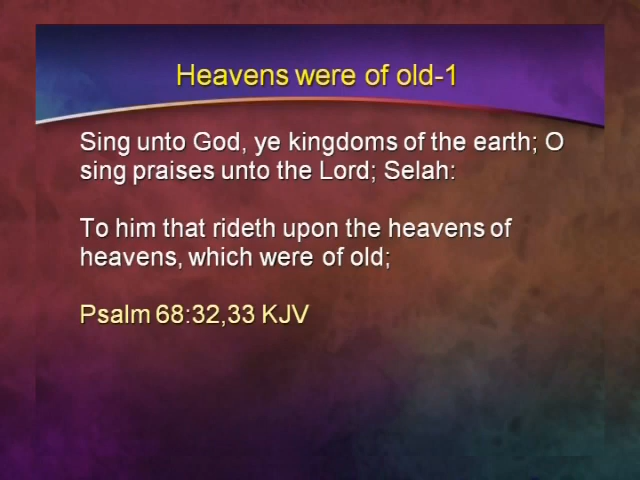 Heavens were of old-1
Sing unto God, ye kingdoms of the earth; O
sing praises unto the Lord; Selah:
To him that rideth upon the heavens of
heavens, which were of old;
Psalm 68:32,33 KJV